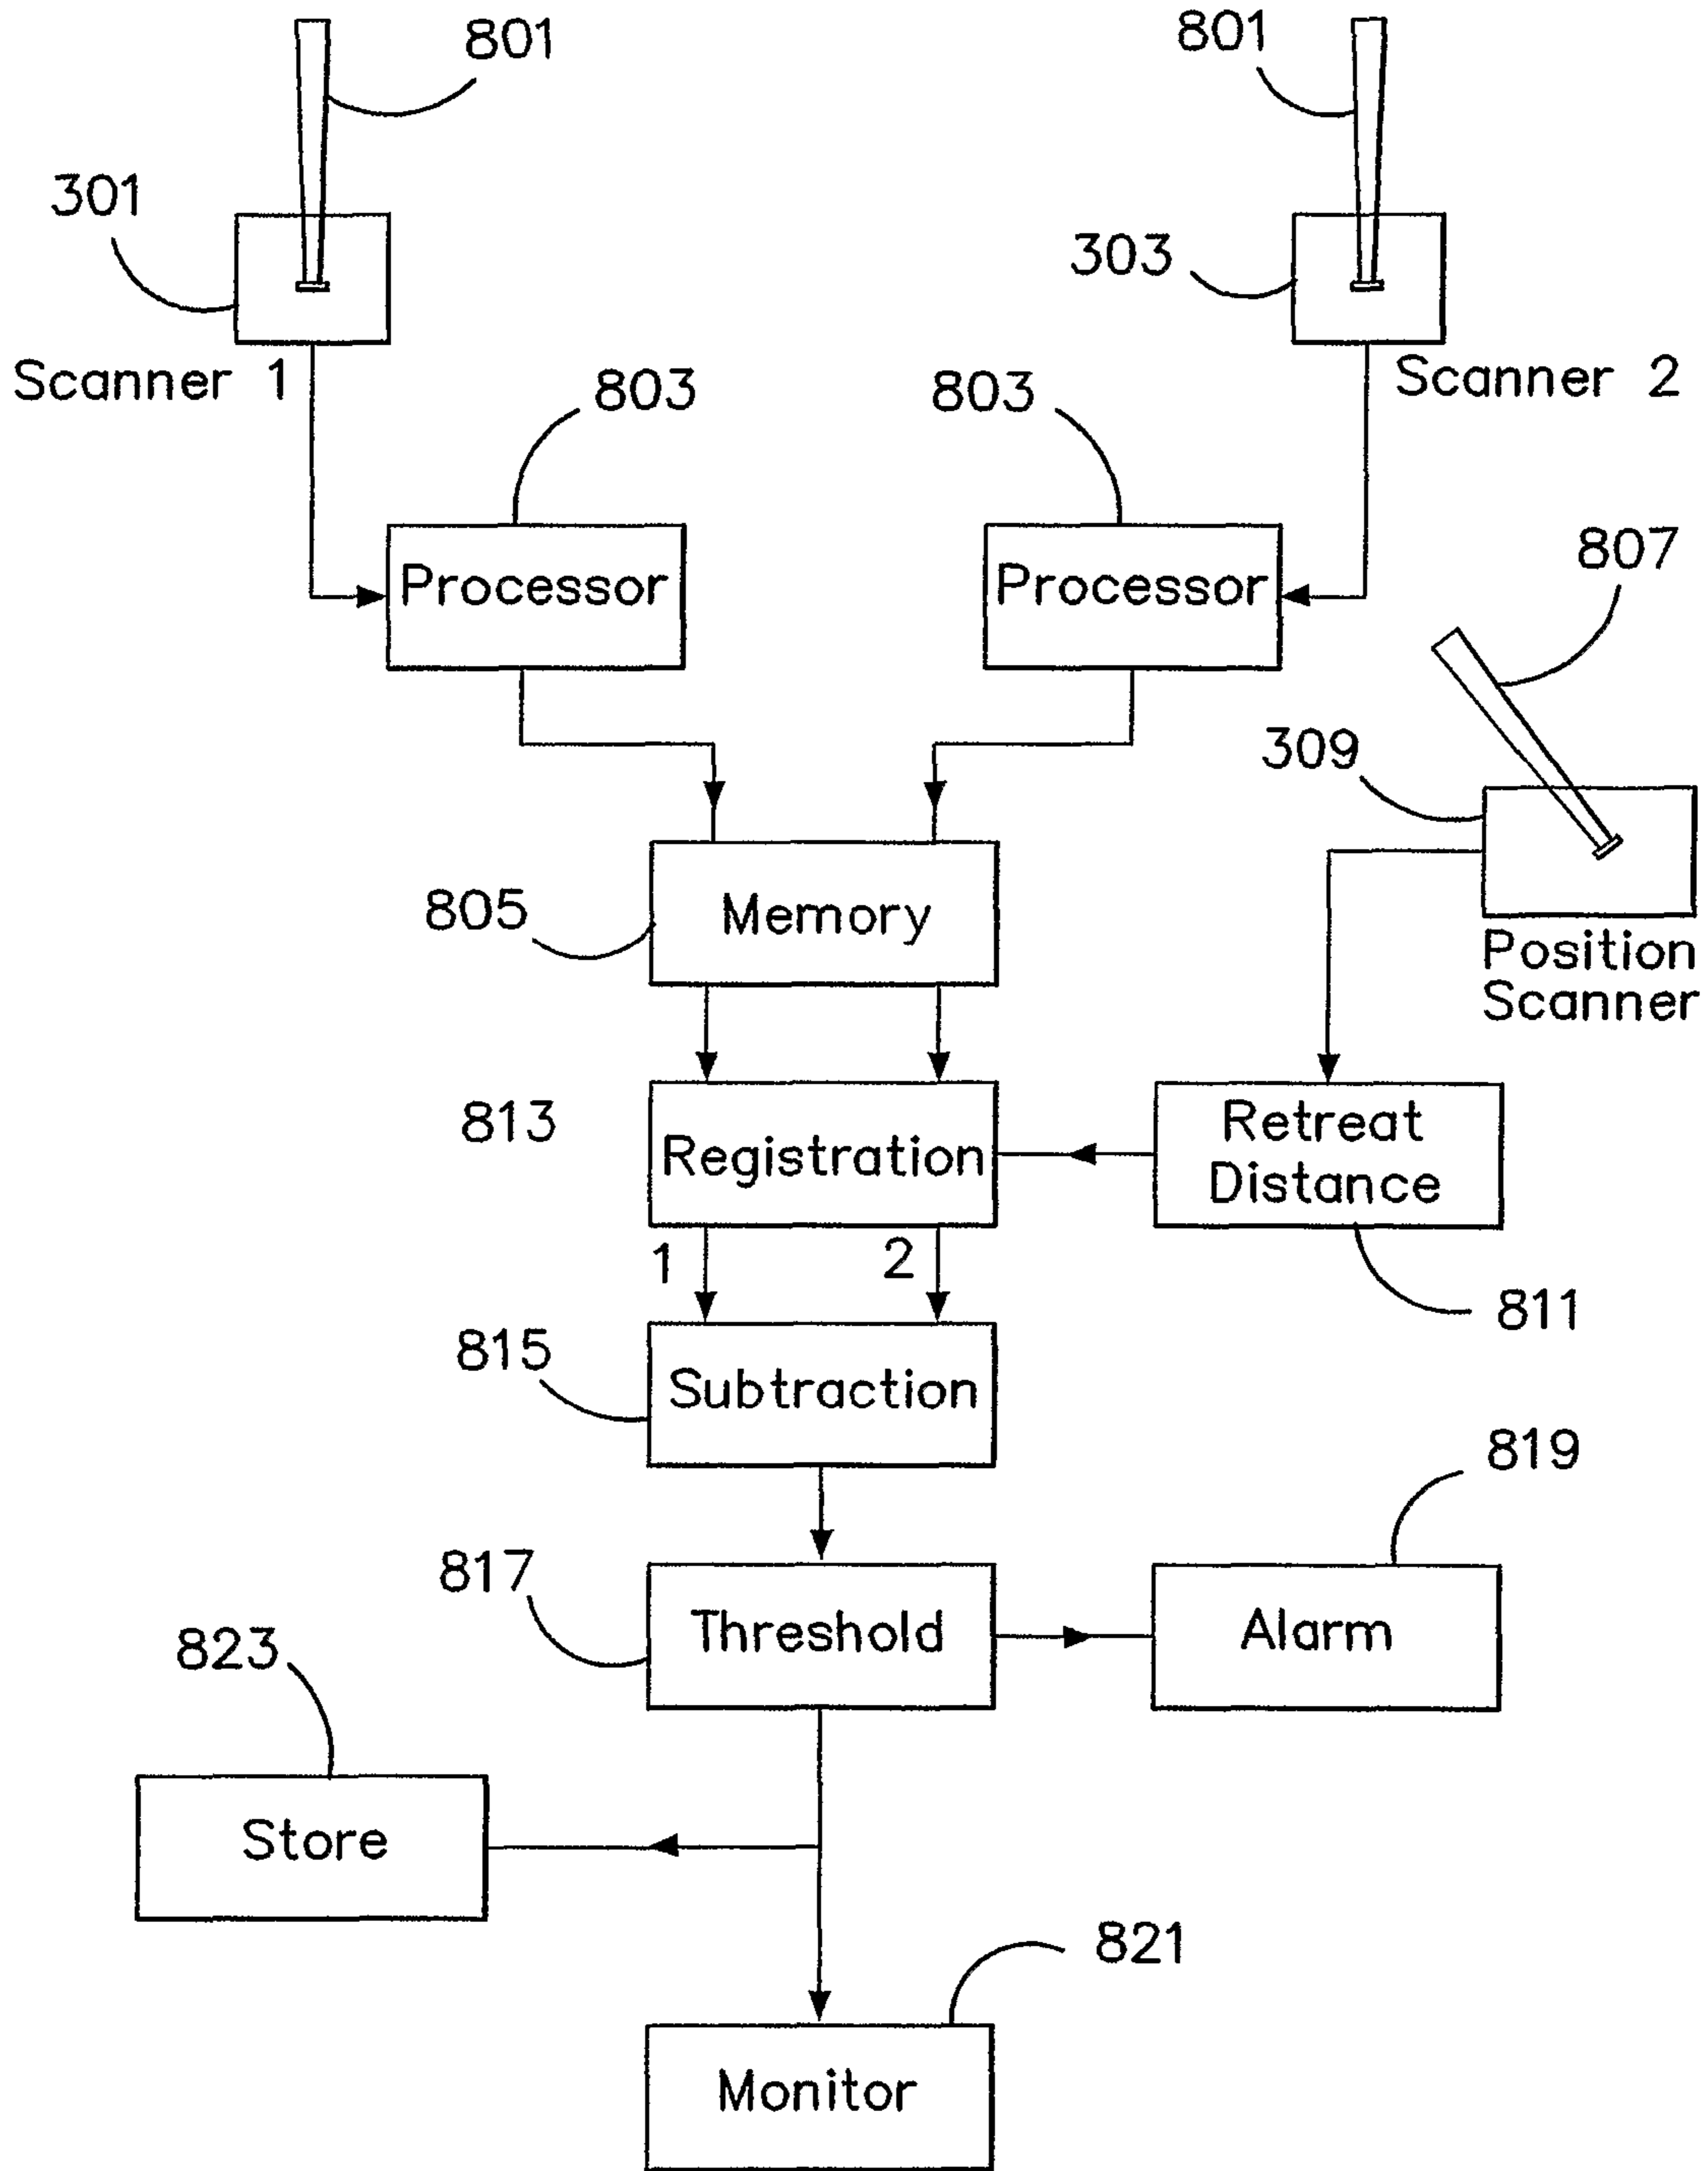 801
801
301
303
Scanner 1
Scanner 2
803
803
Processor
Processor
807
309
805
Memory
Position
Scanner
813
Registration
Retreat
Distance
1
2
811
815
Subtraction
819
817
Threshold
Alarm
823
Store
821
Monitor